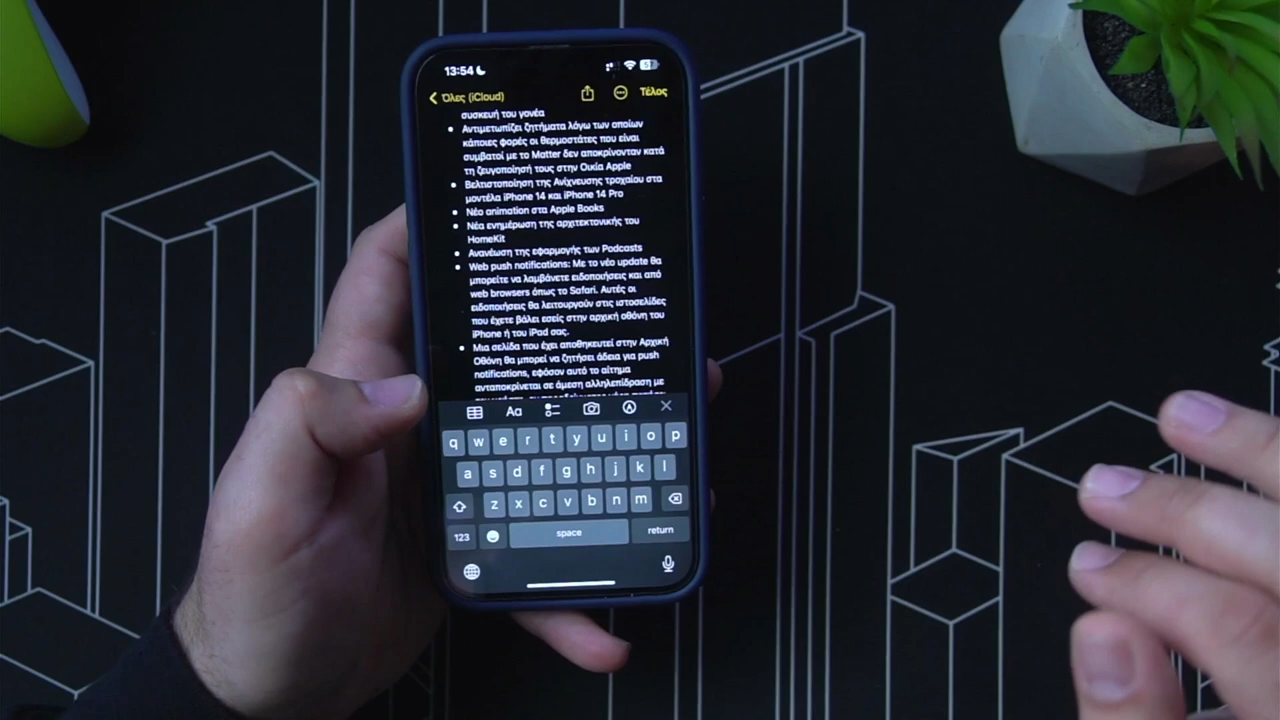 13:54
Όλες (iCloud)
Τέλος
συσκευή του γονέα
• Αντιμετωπίζει ζητήματα λόγω των οποίων
κάποιες φορές οι θερμοστάτες που είναι
συμβατοί με το Matter δεν αποκρίνονταν κατά
τη ζευγοποίησή τους στην Οικία Apple
• Βελτιστοποίηση της Ανίχνευσης τροχαίου στα
μοντέλα iPhone 14 και iPhone 14 Pro
• Νέα animation στα Apple Books
• Νέα ενημέρωση της αρχιτεκτονικής του
HomeKit
• Ανανέωση της εφαρμογής των Podcasts
• Web push notifications: Με το νέο update θα
μπορείτε να λαμβάνετε ειδοποιήσεις και από
web browsers όπως το Safari. Αυτές οι
ειδοποιήσεις θα λειτουργούν στις ιστοσελίδες
που έχετε βάλει εσείς στην αρχική οθόνη του
iPhone ή του iPad σας.
• Μια σελίδα που έχει αποθηκευτεί στην Αρχική
Οθόνη θα μπορεί να ζητήσει άδεια για push
notifications, εφόσον αυτό το αίτημα
ανταποκρίνεται σε άμεση αλληλεπίδραση με
Aa
q w e r t y u i o p
a s d f g h j k l
z x c v b n m
123 space return